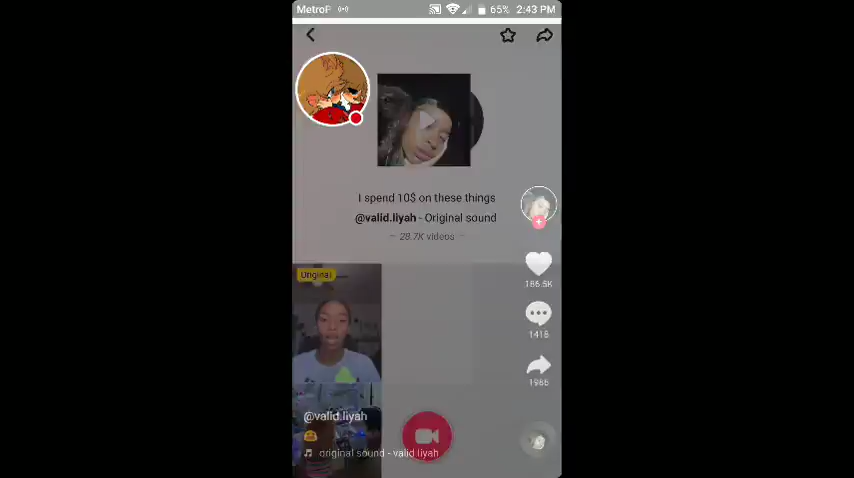 MetroP 65% 2:43 PM
I spend 10$ on these things
@valid.liyah - Original sound
28.7K videos
Original
186.5K
1418
1986
@valid.liyah
original sound - valid liyah